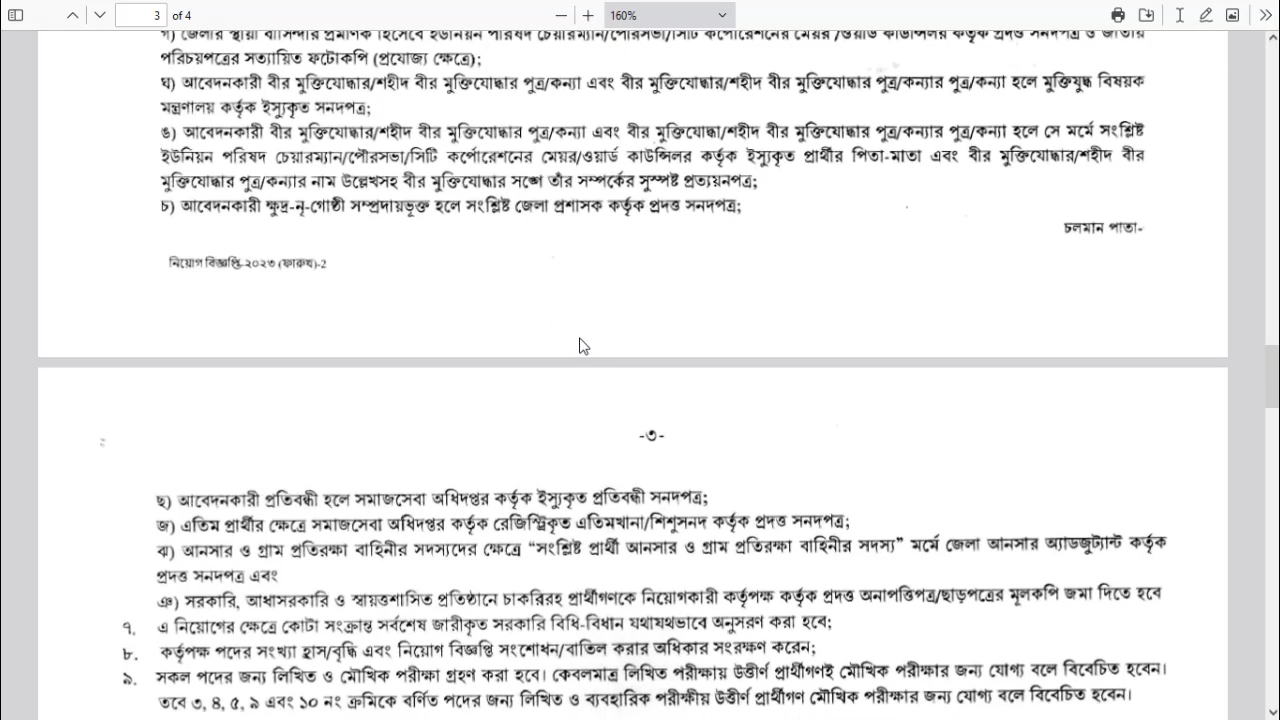 3 of 4
160%
গ) জেলার স্থায়ী বাসিন্দার প্রমাণক হিসেবে ইউনিয়ন পরিষদ চেয়ারম্যান/পৌরসভা/সিটি কর্পোরেশনের মেয়র /ওয়ার্ড কাউন্সিলর কর্তৃক প্রদত্ত সনদপত্র ও জাতীয়
পরিচয়পত্রের সত্যায়িত ফটোকপি (প্রযোজ্য ক্ষেত্রে);
ঘ) আবেদনকারী বীর মুক্তিযোদ্ধার/শহীদ বীর মুক্তিযোদ্ধার পুত্র/কন্যা এবং বীর মুক্তিযোদ্ধার/শহীদ বীর মুক্তিযোদ্ধার পুত্র/কন্যার পুত্র/কন্যা হলে মুক্তিযুদ্ধ বিষয়ক
মন্ত্রণালয় কর্তৃক ইস্যুকৃত সনদপত্র;
ঙ) আবেদনকারী বীর মুক্তিযোদ্ধার/শহীদ বীর মুক্তিযোদ্ধার পুত্র/কন্যা এবং বীর মুক্তিযোদ্ধা/শহীদ বীর মুক্তিযোদ্ধার পুত্র/কন্যার পুত্র/কন্যা হলে সে মর্মে সংশ্লিষ্ট
ইউনিয়ন পরিষদ চেয়ারম্যান/পৌরসভা/সিটি কর্পোরেশনের মেয়র/ওয়ার্ড কাউন্সিলর কর্তৃক ইস্যুকৃত প্রার্থীর পিতা-মাতা এবং বীর মুক্তিযোদ্ধার/শহীদ বীর
মুক্তিযোদ্ধার পুত্র/কন্যার নাম উল্লেখসহ বীর মুক্তিযোদ্ধার সঙ্গে তাঁর সম্পর্কের সুস্পষ্ট প্রত্যয়নপত্র;
চ) আবেদনকারী ক্ষুদ্র-নৃ-গোষ্ঠী সম্প্রদায়ভূক্ত হলে সংশ্লিষ্ট জেলা প্রশাসক কর্তৃক প্রদত্ত সনদপত্র;
চলমান পাতা-
নিয়োগ বিজ্ঞপ্তি-২০২৩ (ফারুখ)-2
-৩-
ছ) আবেদনকারী প্রতিবন্ধী হলে সমাজসেবা অধিদপ্তর কর্তৃক ইস্যুকৃত প্রতিবন্ধী সনদপত্র;
জ) এতিম প্রার্থীর ক্ষেত্রে সমাজসেবা অধিদপ্তর কর্তৃক রেজিস্ট্রিকৃত এতিমখানা/শিশুসনদ কর্তৃক প্রদত্ত সনদপত্র;
ঝ) আনসার ও গ্রাম প্রতিরক্ষা বাহিনীর সদস্যদের ক্ষেত্রে “সংশ্লিষ্ট প্রার্থী আনসার ও গ্রাম প্রতিরক্ষা বাহিনীর সদস্য” মর্মে জেলা আনসার অ্যাডজুট্যান্ট কর্তৃক
প্রদত্ত সনদপত্র এবং
ঞ) সরকারি, আধাসরকারি ও স্বায়ত্তশাসিত প্রতিষ্ঠানে চাকরিরহ প্রার্থীগণকে নিয়োগকারী কর্তৃপক্ষ কর্তৃক প্রদত্ত অনাপত্তিপত্র/ছাড়পত্রের মূলকপি জমা দিতে হবে
৭. এ নিয়োগের ক্ষেত্রে কোটা সংক্রান্ত সর্বশেষ জারীকৃত সরকারি বিধি-বিধান যথাযথভাবে অনুসরণ করা হবে;
৮. কর্তৃপক্ষ পদের সংখ্যা হ্রাস/বৃদ্ধি এবং নিয়োগ বিজ্ঞপ্তি সংশোধন/বাতিল করার অধিকার সংরক্ষণ করেন;
৯. সকল পদের জন্য লিখিত ও মৌখিক পরীক্ষা গ্রহণ করা হবে। কেবলমাত্র লিখিত পরীক্ষায় উত্তীর্ণ প্রার্থীগণই মৌখিক পরীক্ষার জন্য যোগ্য বলে বিবেচিত হবেন।
তবে ৩, ৪, ৫, ৯ এবং ১০ নং ক্রমিকে বর্ণিত পদের জন্য লিখিত ও ব্যবহারিক পরীক্ষায় উত্তীর্ণ প্রার্থীগণ মৌখিক পরীক্ষার জন্য যোগ্য বলে বিবেচিত হবেন।